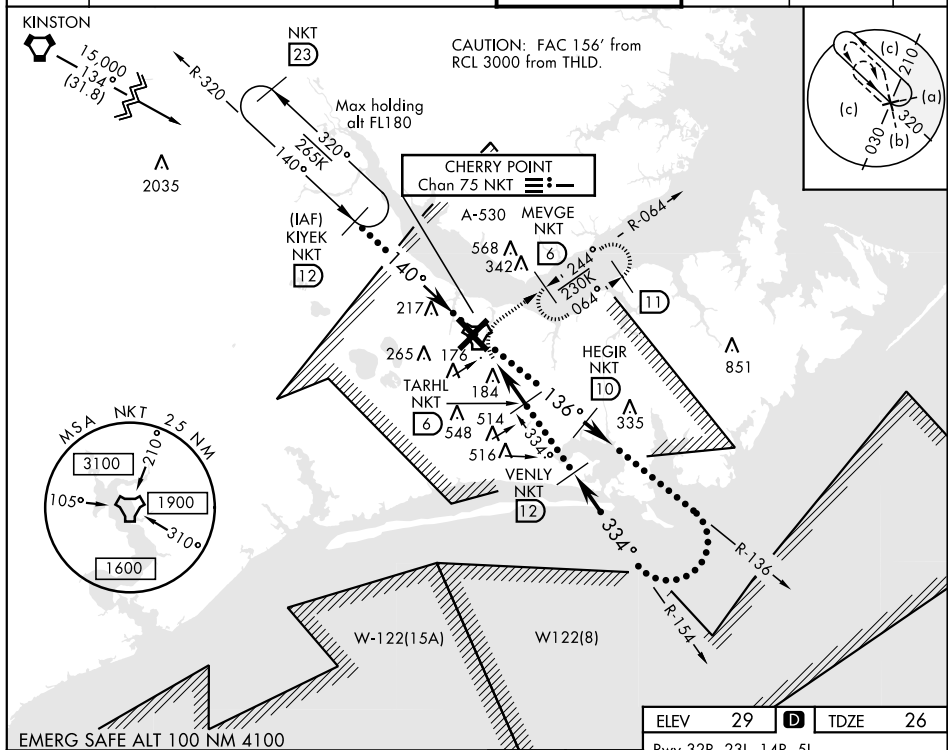 KINSTON
15,000
134°
(31.8)
NKT
23
CAUTION: FAC 156' from
RCL 3000 from THLD.
R-320
Max holding
alt FL180
320°
265K
140°
2035
CHERRY POINT
Chan 75 NKT
(c)
210
(a)
(c)
320
(b)
030
(IAF)
KIYEK
NKT
12
A-530
MEVGE
NKT
6
R-064
568
342
244°
230K
064°
140°
11
217
265
176
HEGIR
NKT
10
851
TARHL
NKT
6
184
136°
335
548
514
334°
516
VENLY
NKT
12
MSA NKT 25 NM
3100
210°
105°
1900
310°
1600
334°
R-136
R-154
W-122(15A)
W122(8)
EMERG SAFE ALT 100 NM 4100
ELEV 29 D TDZE 26